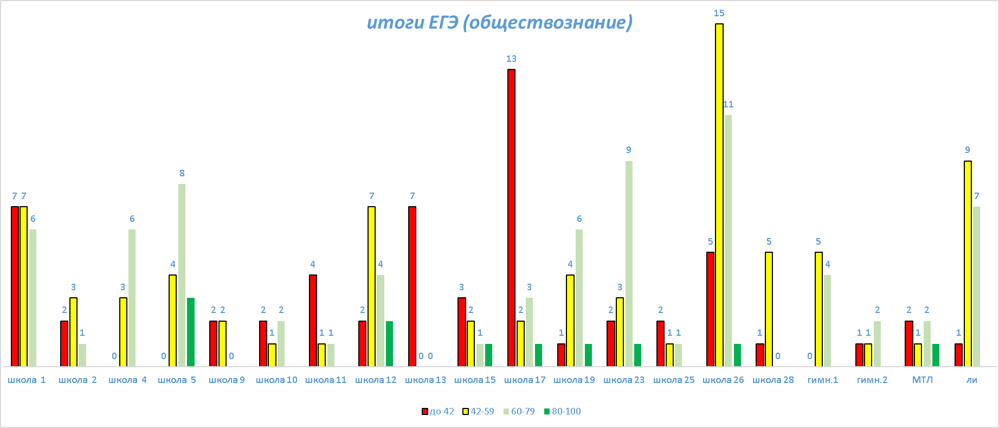 итоги ЕГЭ (обществознание)
7 7 6
2 3 1
0 3 6
0 4 8
2 2 0
2 1 2
4 1 1
2 7 4
7 0 0
3 2 1
13 2 3
1 4 6
2 3 9
2 1 1
5 15 11
1 5 0
0 5 4
1 1 2
2 1 2
1 9 7
школа 1 школа 2 школа 4 школа 5 школа 9 школа 10 школа 11 школа 12 школа 13 школа 15 школа 17 школа 19 школа 23 школа 25 школа 26 школа 28 гимн.1 гимн.2 МТЛ ли
до 42 42-59 60-79 80-100